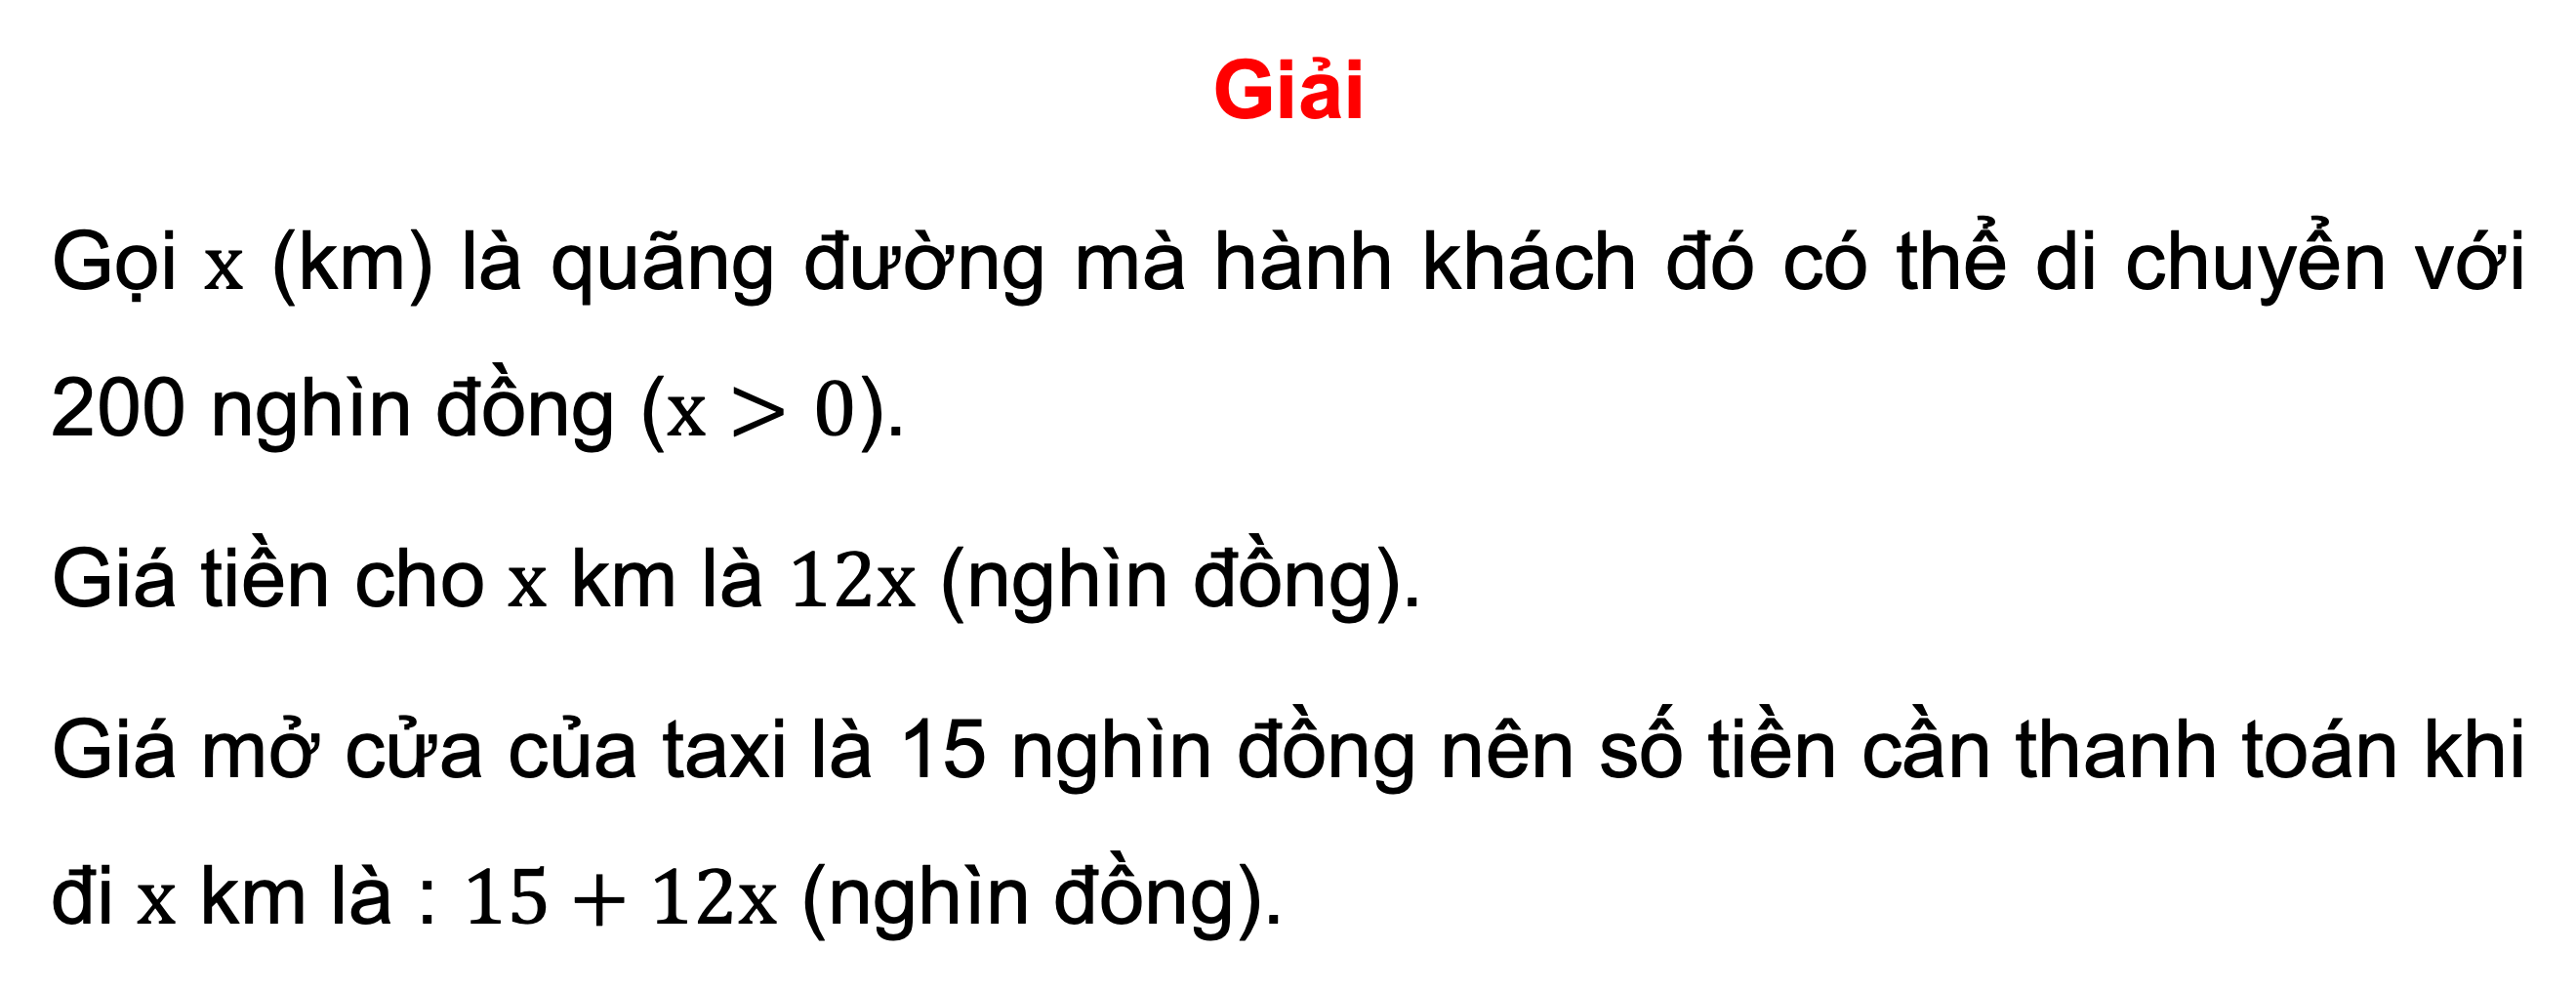 Giải
Gọi x (km) là quãng đường mà hành khách đó có thể di chuyển với
200 nghìn đồng (x > 0).
Giá tiền cho x km là 12x (nghìn đồng).
Giá mở cửa của taxi là 15 nghìn đồng nên số tiền cần thanh toán khi
đi x km là : 15 + 12x (nghìn đồng).